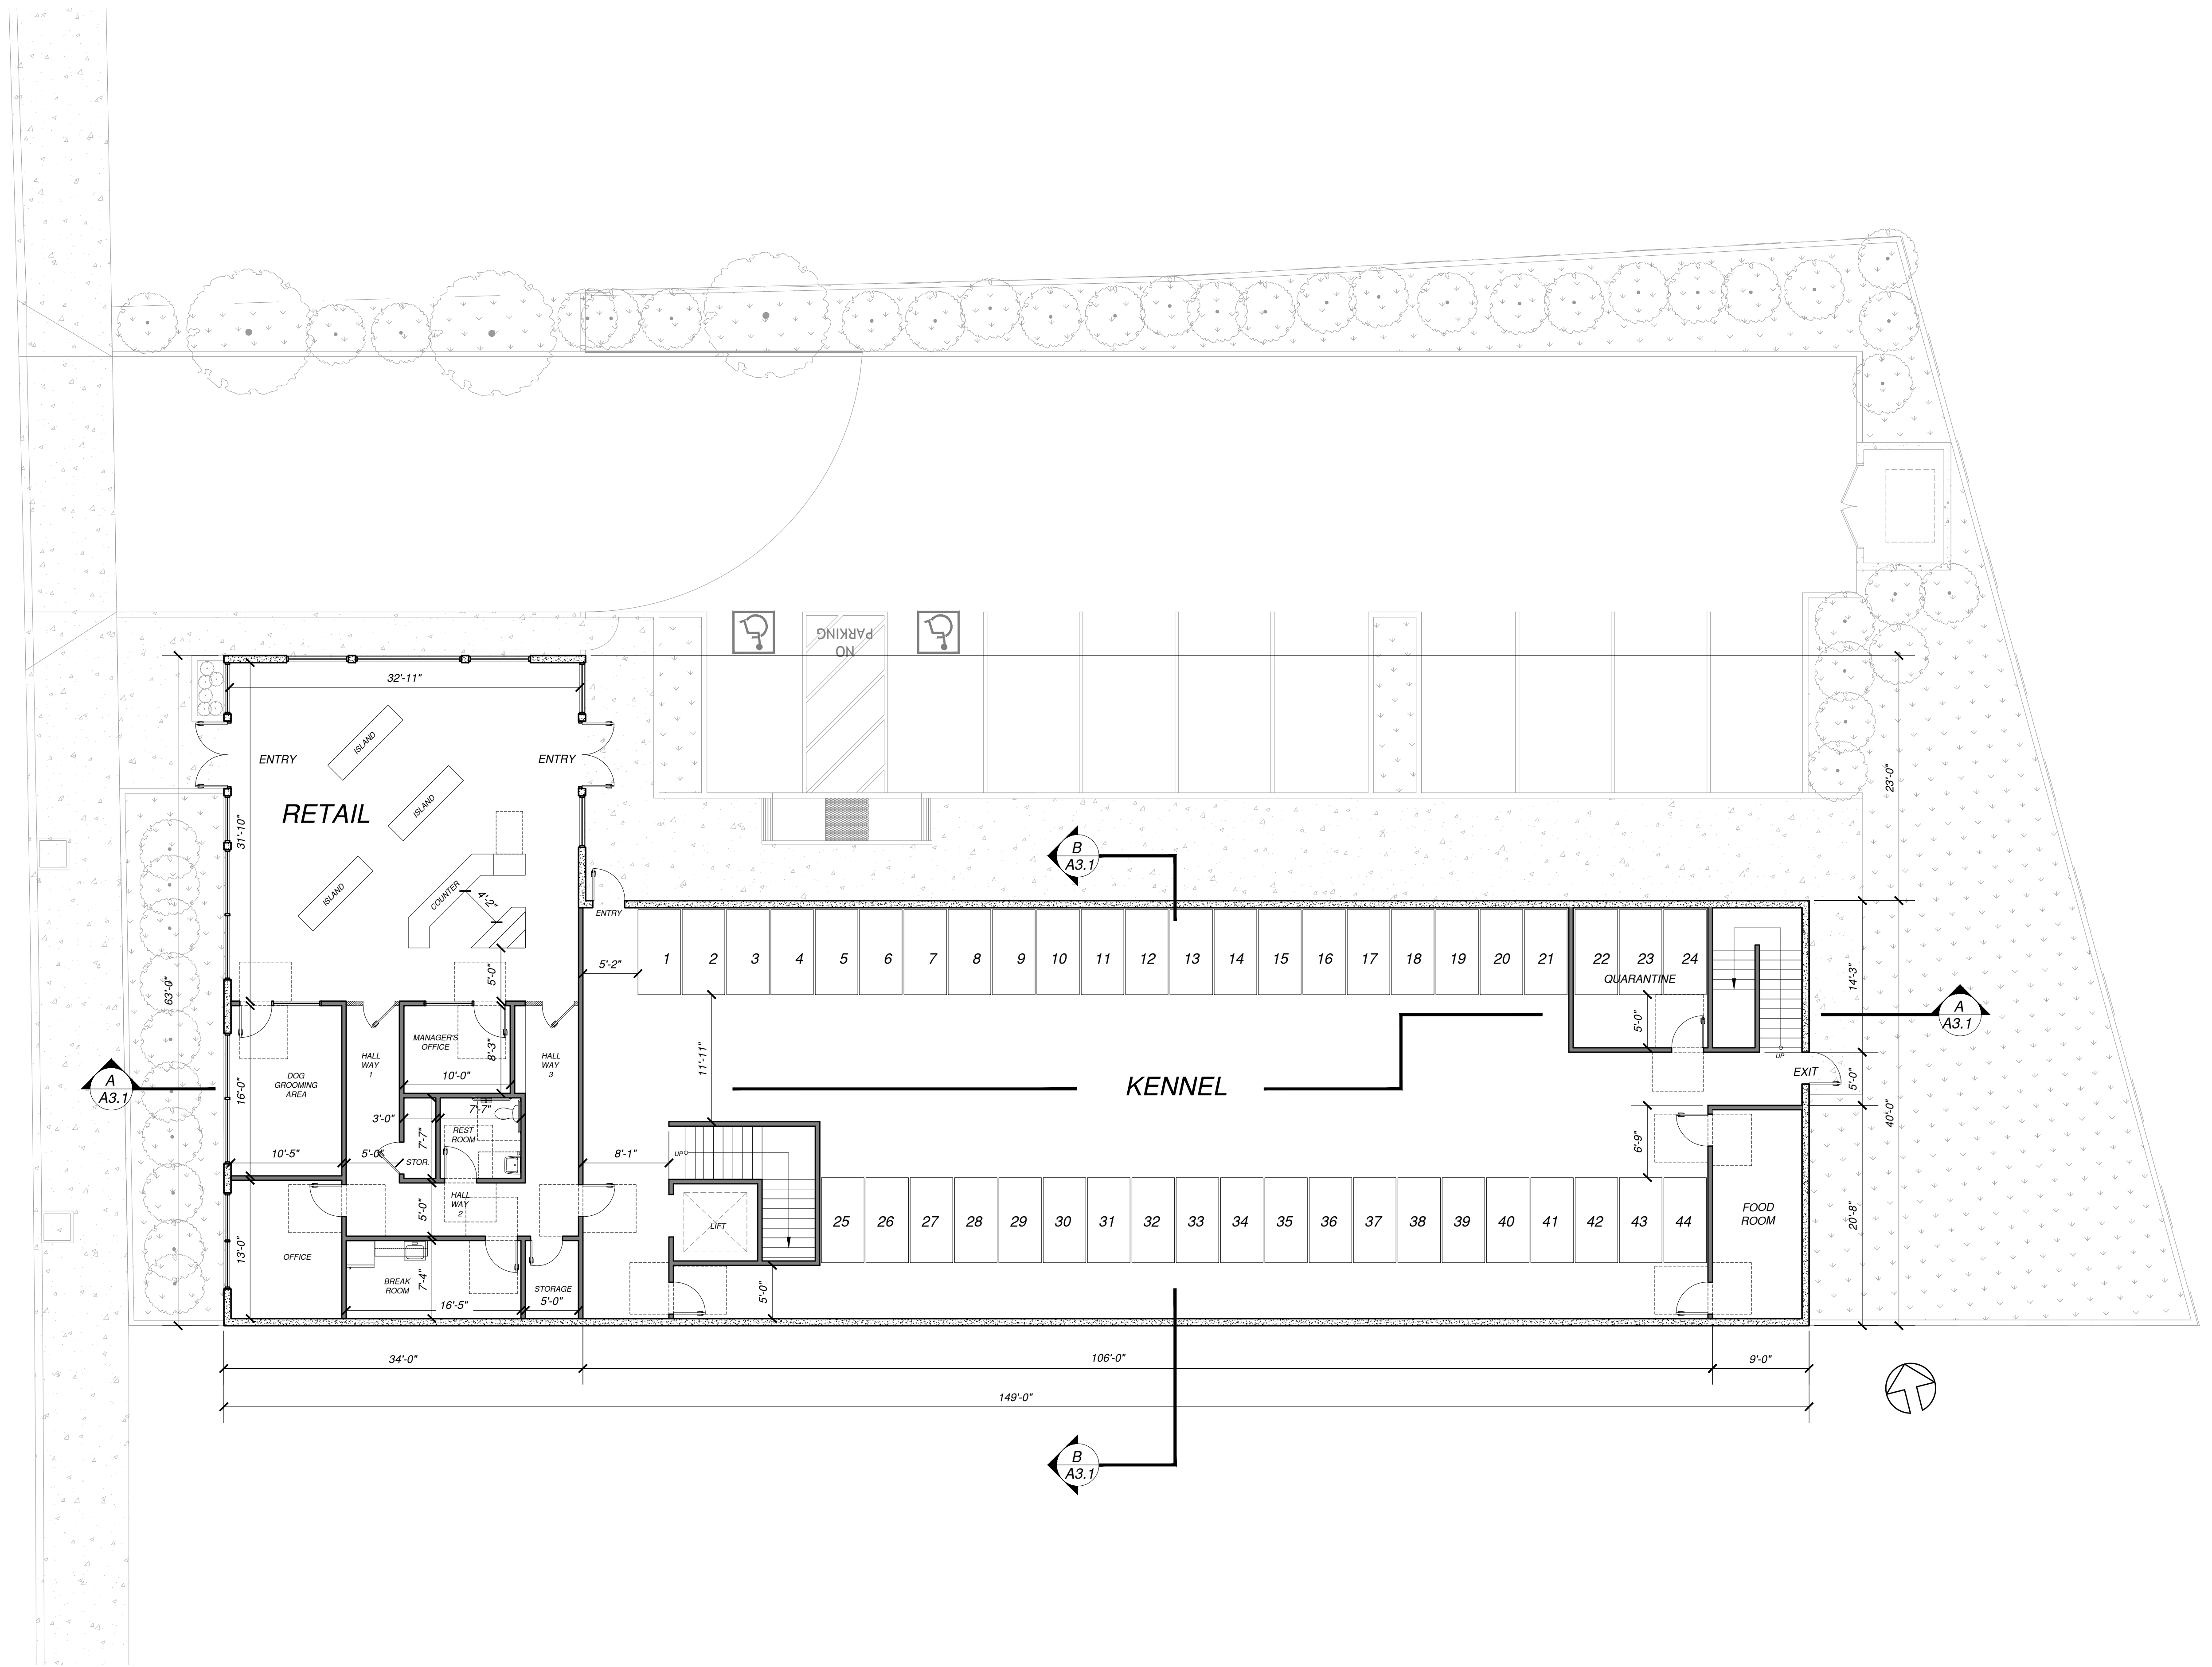 NO
PARKING
32'-11"
ISLAND
ENTRY
ENTRY
ISLAND
RETAIL
31'-10"
23'-0"
B
A3.1
ISLAND
COUNTER
4'-2"
ENTRY
63'-0"
5'-0"
5'-2"
1 2 3 4 5 6 7 8 9 10 11 12 13 14 15 16 17 18 19 20 21 22 23 24
QUARANTINE
14'-3"
A
A3.1
5'-0"
MANAGER'S
OFFICE
8'-3"
HALL
WAY
1
HALL
WAY
3
11'-11"
UP
EXIT
10'-0"
DOG
GROOMING
AREA
16'-0"
A
A3.1
KENNEL
5'-0"
40'-0"
3'-0"
7'-7"
REST
ROOM
7'-7"
STOR.
10'-5"
5'-0"
8'-1"
UP
6'-9"
HALL
WAY
2
5'-0"
LIFT
25 26 27 28 29 30 31 32 33 34 35 36 37 38 39 40 41 42 43 44
FOOD
ROOM
20'-8"
OFFICE
13'-0"
BREAK
ROOM
7'-4"
STORAGE
16'-5"
5'-0"
5'-0"
34'-0"
106'-0"
9'-0"
149'-0"
B
A3.1